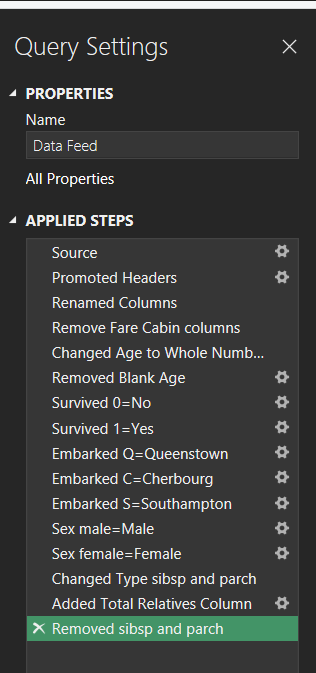 Query Settings
PROPERTIES
Name
Data Feed
All Properties
APPLIED STEPS
Source
Promoted Headers
Renamed Columns
Remove Fare Cabin columns
Changed Age to Whole Numb...
Removed Blank Age
Survived 0=No
Survived 1=Yes
Embarked Q=Queenstown
Embarked C=Cherbourg
Embarked S=Southampton
Sex male=Male
Sex female=Female
Changed Type sibsp and parch
Added Total Relatives Column
Removed sibsp and parch